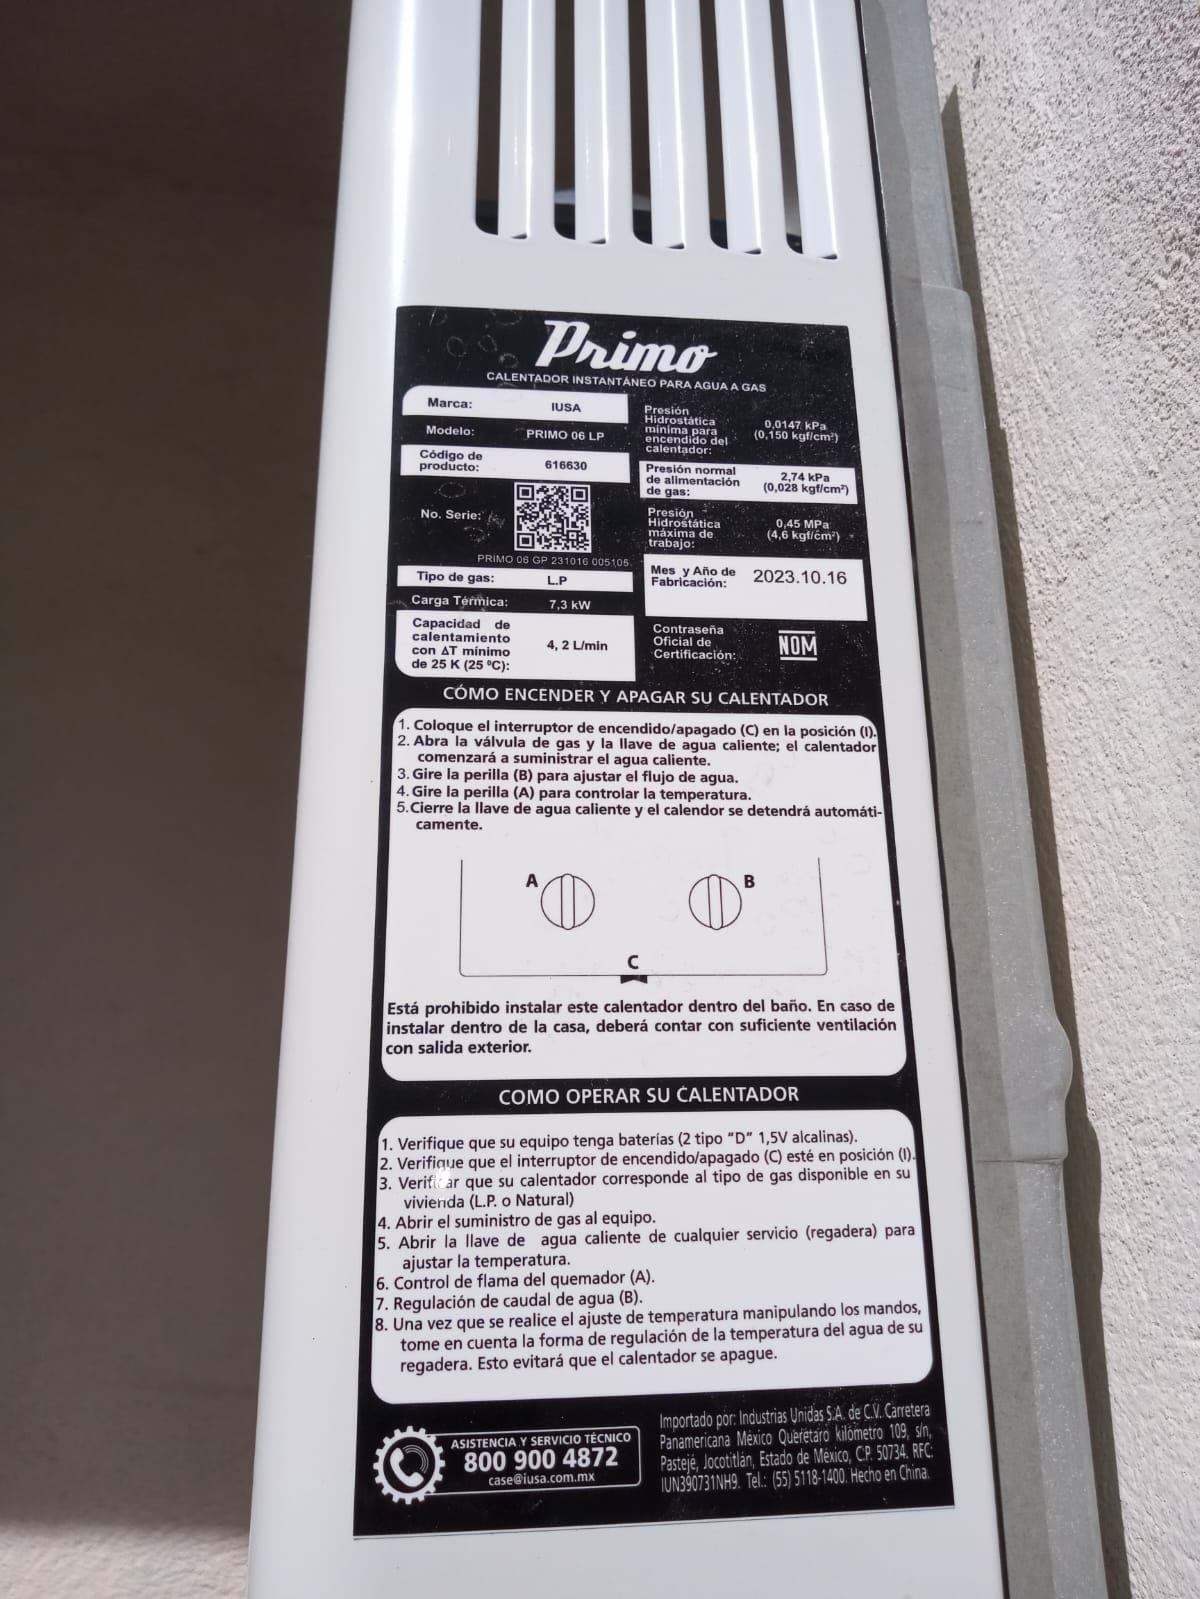 Primo
CALENTADOR INSTANTÁNEO PARA AGUA A GAS
Marca: IUSA
Modelo: PRIMO 06 LP
Código de
producto: 616630
No. Serie:
PRIMO 06 GP 231016 005105
Tipo de gas: L.P
Carga Térmica: 7,3 kW
Capacidad de
calentamiento
con ΔT mínimo
de 25 K (25 °C): 4, 2 L/min
Presión
Hidrostática
mínima para
encendido del
calentador: 0,0147 kPa
(0,150 kgf/cm²)
Presión normal
de alimentación
de gas: 2,74 kPa
(0,028 kgf/cm²)
Presión
Hidrostática
máxima de
trabajo: 0,45 MPa
(4,6 kgf/cm²)
Mes y Año de
Fabricación: 2023.10.16
Contraseña
Oficial de
Certificación: NOM
CÓMO ENCENDER Y APAGAR SU CALENTADOR
1. Coloque el interruptor de encendido/apagado (C) en la posición (I).
2. Abra la válvula de gas y la llave de agua caliente; el calentador
comenzará a suministrar el agua caliente.
3. Gire la perilla (B) para ajustar el flujo de agua.
4. Gire la perilla (A) para controlar la temperatura.
5. Cierre la llave de agua caliente y el calendor se detendrá automáti-
camente.
A B
C
Está prohibido instalar este calentador dentro del baño. En caso de
instalar dentro de la casa, deberá contar con suficiente ventilación
con salida exterior.
COMO OPERAR SU CALENTADOR
1. Verifique que su equipo tenga baterías (2 tipo "D" 1,5V alcalinas).
2. Verifique que el interruptor de encendido/apagado (C) esté en posición (I).
3. Verificar que su calentador corresponde al tipo de gas disponible en su
vivienda (L.P. o Natural)
4. Abrir el suministro de gas al equipo.
5. Abrir la llave de agua caliente de cualquier servicio (regadera) para
ajustar la temperatura.
6. Control de flama del quemador (A).
7. Regulación de caudal de agua (B).
8. Una vez que se realice el ajuste de temperatura manipulando los mandos,
tome en cuenta la forma de regulación de la temperatura del agua de su
regadera. Esto evitará que el calentador se apague.
ASISTENCIA Y SERVICIO TÉCNICO
800 900 4872
case@iusa.com.mx
Importado por: Industrias Unidas S.A. de C.V. Carretera
Panamericana México Querétaro kilómetro 109, s/n,
Pastejé, Jocotitlán, Estado de México, C.P. 50734. RFC:
IUN390731NH9. Tel.: (55) 5118-1400. Hecho en China.